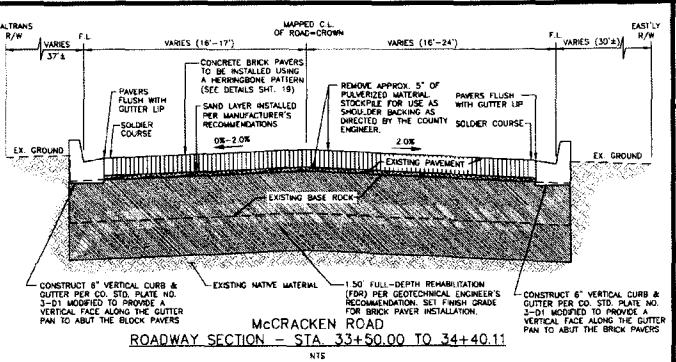 ALTRANS
R/W
VARIES
37'±
F.L.
VARIES (16'-17')
MAPPED C.L.
OF ROAD=CROWN
VARIES (16'-24')
F.L.
VARIES (30'±)
EAST'LY
R/W
PAVERS
FLUSH WITH
GUTTER LIP
SOLDIER
COURSE
CONCRETE BRICK PAVERS
TO BE INSTALLED USING
A HERRINGBONE PATTERN
(SEE DETAILS SHT. 19)
SAND LAYER INSTALLED
PER MANUFACTURER'S
RECOMMENDATIONS
0%-2.0%
REMOVE APPROX. 5" OF
PULVERIZED MATERIAL.
STOCKPILE FOR USE AS
SHOULDER BACKING AS
DIRECTED BY THE COUNTY
ENGINEER.
2.0%
PAVERS FLUSH
WITH GUTTER LIP
SOLDIER COURSE
EX. GROUND
EX. GROUND
EXISTING PAVEMENT
EXISTING BASE ROCK
CONSTRUCT 6" VERTICAL CURB &
GUTTER PER CO. STD. PLATE NO.
3-D1 MODIFIED TO PROVIDE A
VERTICAL FACE ALONG THE GUTTER
PAN TO ABUT THE BLOCK PAVERS
EXISTING NATIVE MATERIAL
1.50' FULL-DEPTH REHABILITATION
(FDR) PER GEOTECHNICAL ENGINEER'S
RECOMMENDATION. SET FINISH GRADE
FOR BRICK PAVER INSTALLATION.
CONSTRUCT 6" VERTICAL CURB &
GUTTER PER CO. STD. PLATE NO.
3-D1 MODIFIED TO PROVIDE A
VERTICAL FACE ALONG THE GUTTER
PAN TO ABUT THE BRICK PAVERS
McCRACKEN ROAD
ROADWAY SECTION - STA. 33+50.00 TO 34+40.11
NTS